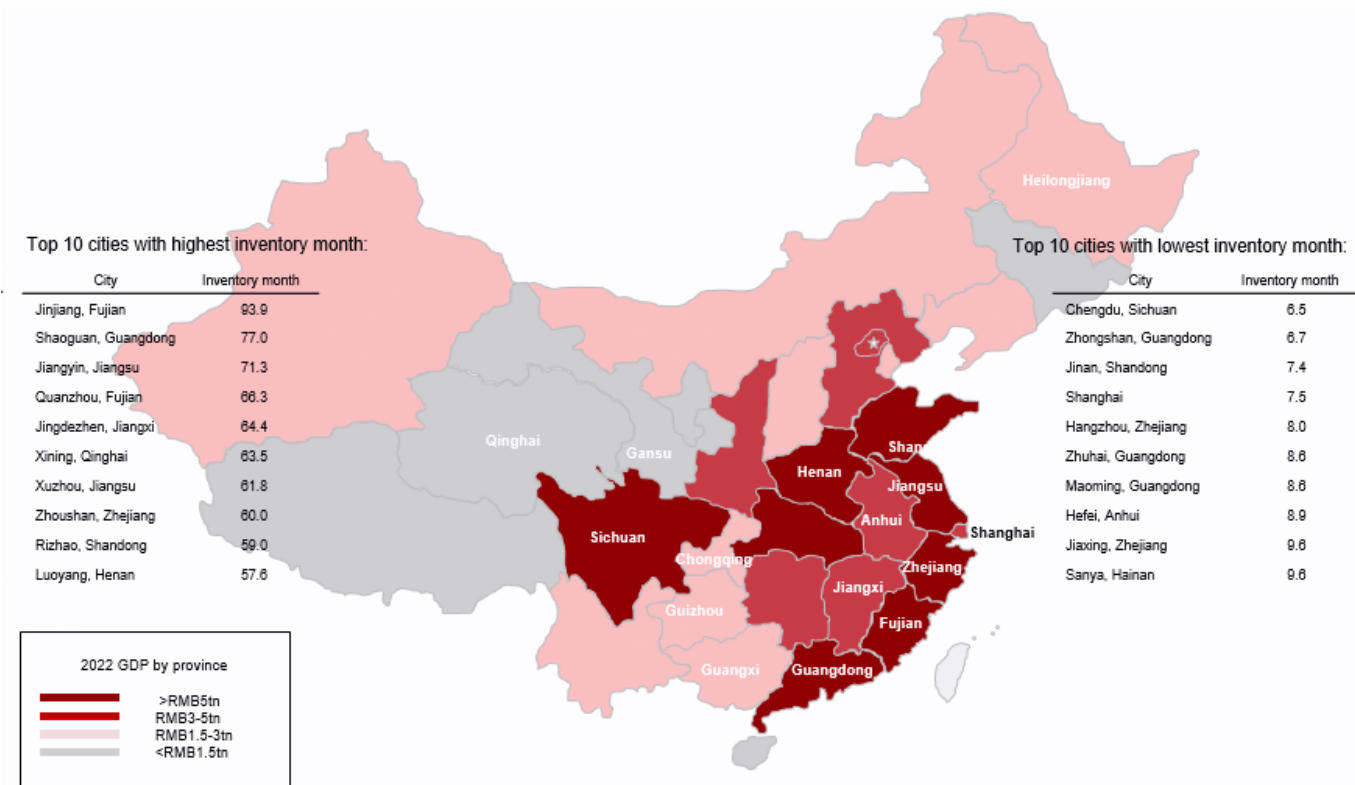 Heilongjiang
Top 10 cities with highest inventory month:
City Inventory month
Jinjiang, Fujian 93.9
Shaoguan, Guangdong 77.0
Jiangyin, Jiangsu 71.3
Quanzhou, Fujian 66.3
Jingdezhen, Jiangxi 64.4
Xining, Qinghai 63.5
Xuzhou, Jiangsu 61.8
Zhoushan, Zhejiang 60.0
Rizhao, Shandong 59.0
Luoyang, Henan 57.6
Top 10 cities with lowest inventory month:
City Inventory month
Chengdu, Sichuan 6.5
Zhongshan, Guangdong 6.7
Jinan, Shandong 7.4
Shanghai 7.5
Hangzhou, Zhejiang 8.0
Zhuhai, Guangdong 8.6
Maoming, Guangdong 8.6
Hefei, Anhui 8.9
Jiaxing, Zhejiang 9.6
Sanya, Hainan 9.6
Qinghai
Gansu
Shan
Henan
Jiangsu
Anhui
Shanghai
Sichuan
Chongqing
Zhejiang
Jiangxi
Guizhou
Fujian
Guangxi
Guangdong
2022 GDP by province
>RMB5tn
RMB3-5tn
RMB1.5-3tn
<RMB1.5tn